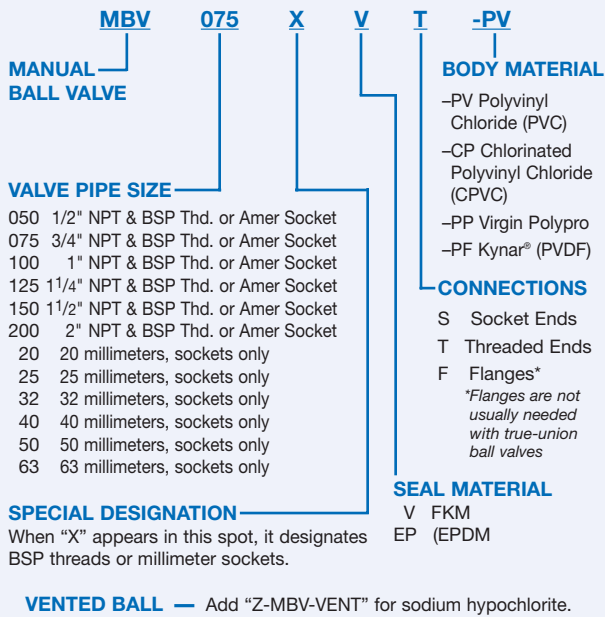 MBV 075 X V T -PV
MANUAL
BALL VALVE
VALVE PIPE SIZE
050 1/2" NPT & BSP Thd. or Amer Socket
075 3/4" NPT & BSP Thd. or Amer Socket
100 1" NPT & BSP Thd. or Amer Socket
125 11/4" NPT & BSP Thd. or Amer Socket
150 11/2" NPT & BSP Thd. or Amer Socket
200 2" NPT & BSP Thd. or Amer Socket
20 20 millimeters, sockets only
25 25 millimeters, sockets only
32 32 millimeters, sockets only
40 40 millimeters, sockets only
50 50 millimeters, sockets only
63 63 millimeters, sockets only
SPECIAL DESIGNATION
When “X” appears in this spot, it designates
BSP threads or millimeter sockets.
BODY MATERIAL
–PV Polyvinyl
Chloride (PVC)
–CP Chlorinated
Polyvinyl Chloride
(CPVC)
–PP Virgin Polypro
–PF Kynar® (PVDF)
CONNECTIONS
S Socket Ends
T Threaded Ends
F Flanges*
*Flanges are not
usually needed
with true-union
ball valves
SEAL MATERIAL
V FKM
EP (EPDM
VENTED BALL — Add “Z-MBV-VENT” for sodium hypochlorite.